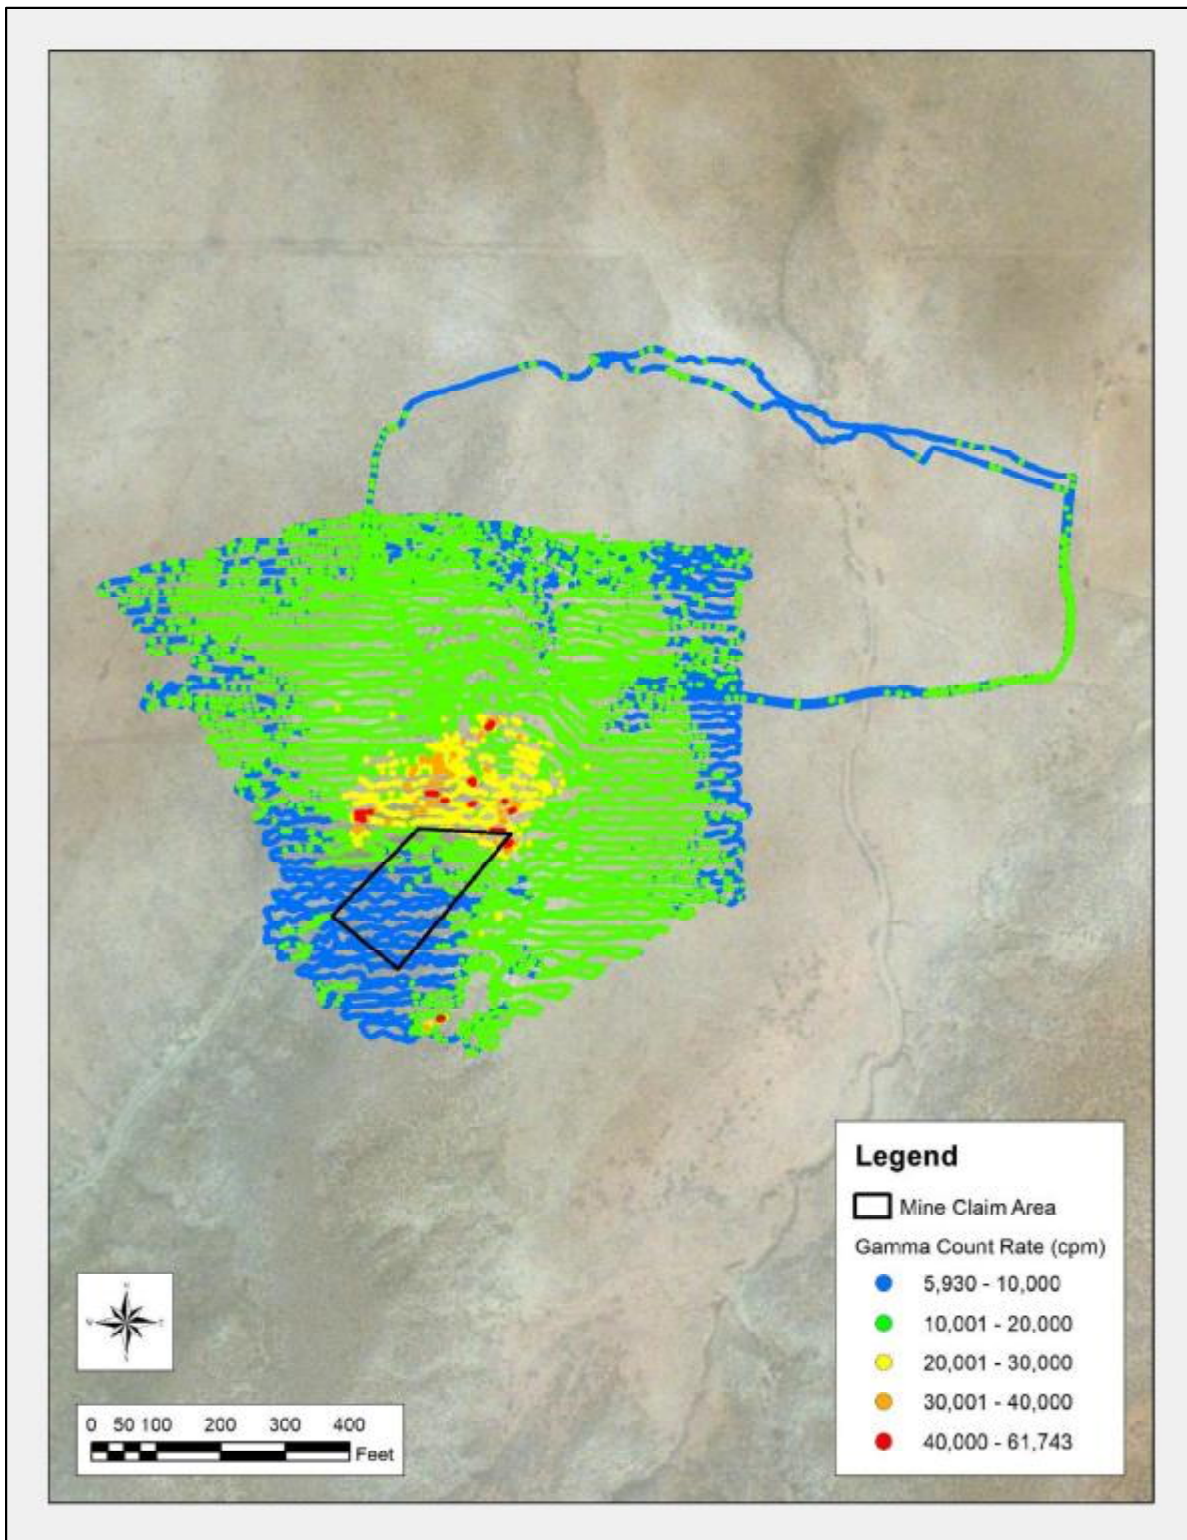 Legend
Mine Claim Area
Gamma Count Rate (cpm)
5,930 - 10,000
10,001 - 20,000
20,001 - 30,000
30,001 - 40,000
40,000 - 61,743
0 50 100 200 300 400
Feet